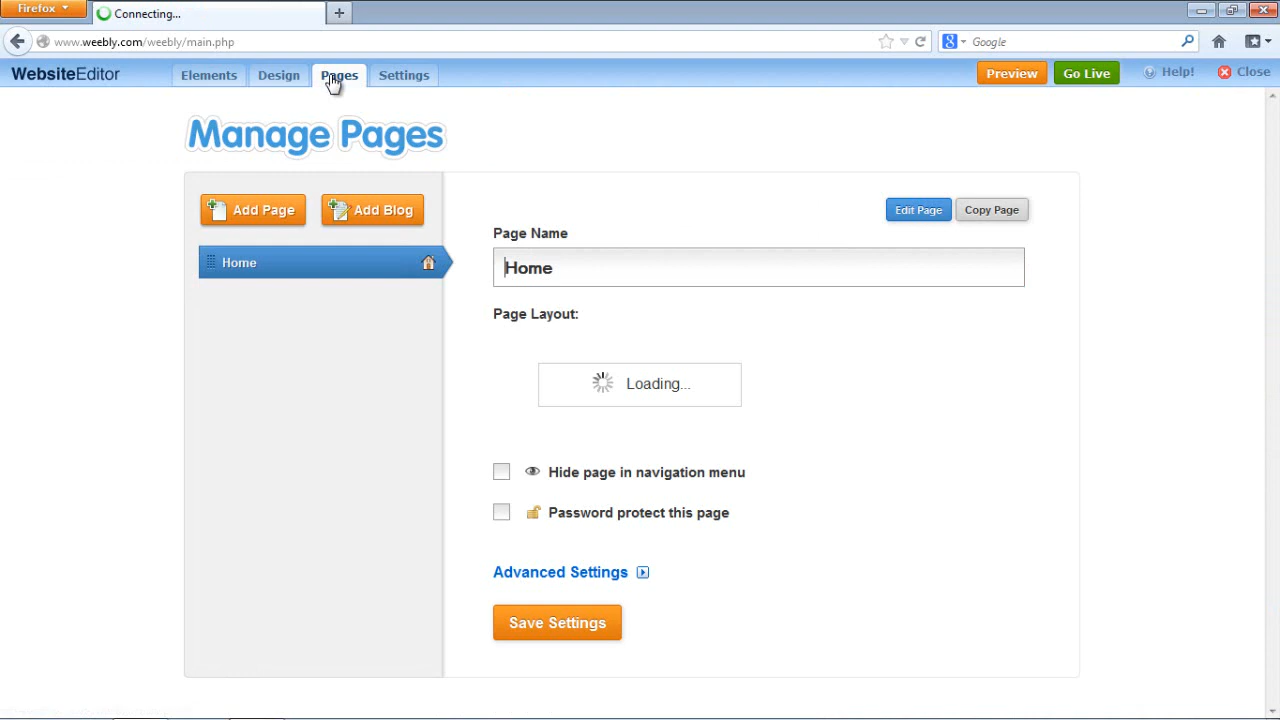 Firefox
Connecting...
www.weebly.com/weebly/main.php
Google
WebsiteEditor
Elements
Design
Pages
Settings
Preview
Go Live
Help!
Close
Manage Pages
Add Page
Add Blog
Edit Page
Copy Page
Page Name
Home
Home
Page Layout:
Loading...
Hide page in navigation menu
Password protect this page
Advanced Settings
Save Settings